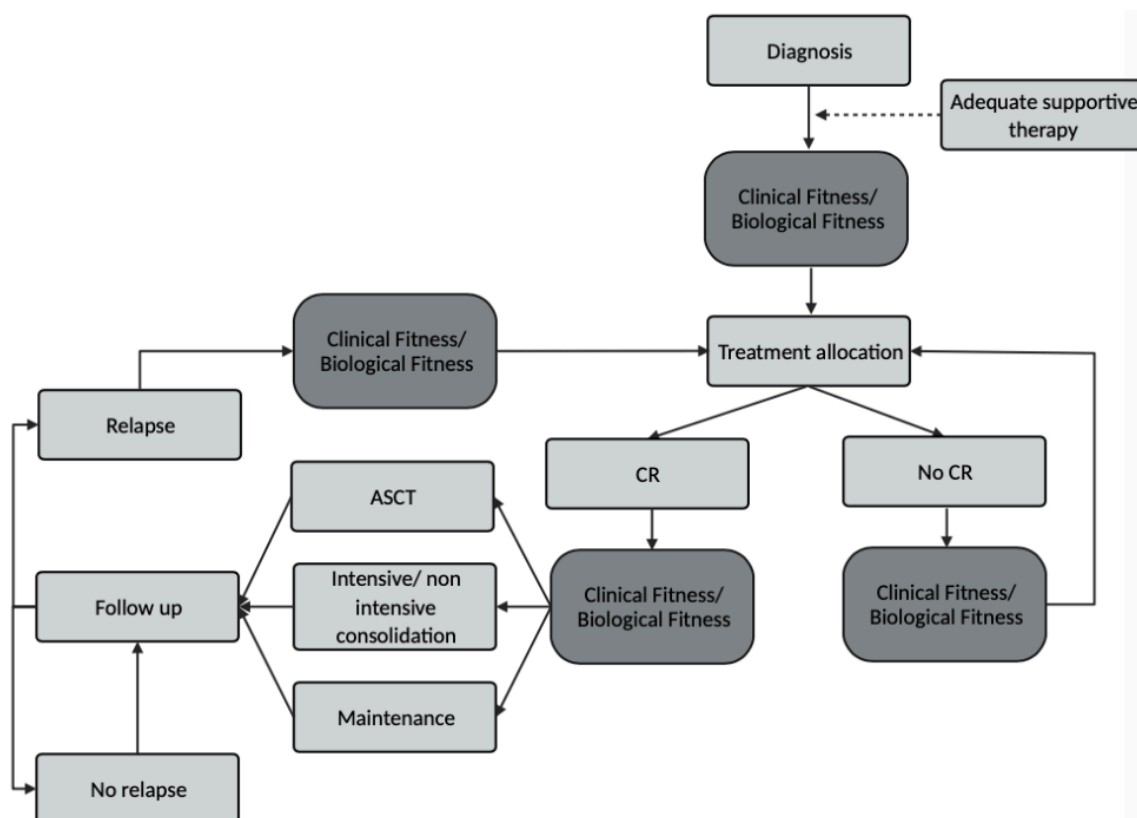 Diagnosis
Adequate supportive
therapy
Clinical Fitness/
Biological Fitness
Clinical Fitness/
Biological Fitness
Treatment allocation
Relapse
CR
No CR
ASCT
Intensive/ non
intensive
consolidation
Clinical Fitness/
Biological Fitness
Clinical Fitness/
Biological Fitness
Follow up
Maintenance
No relapse